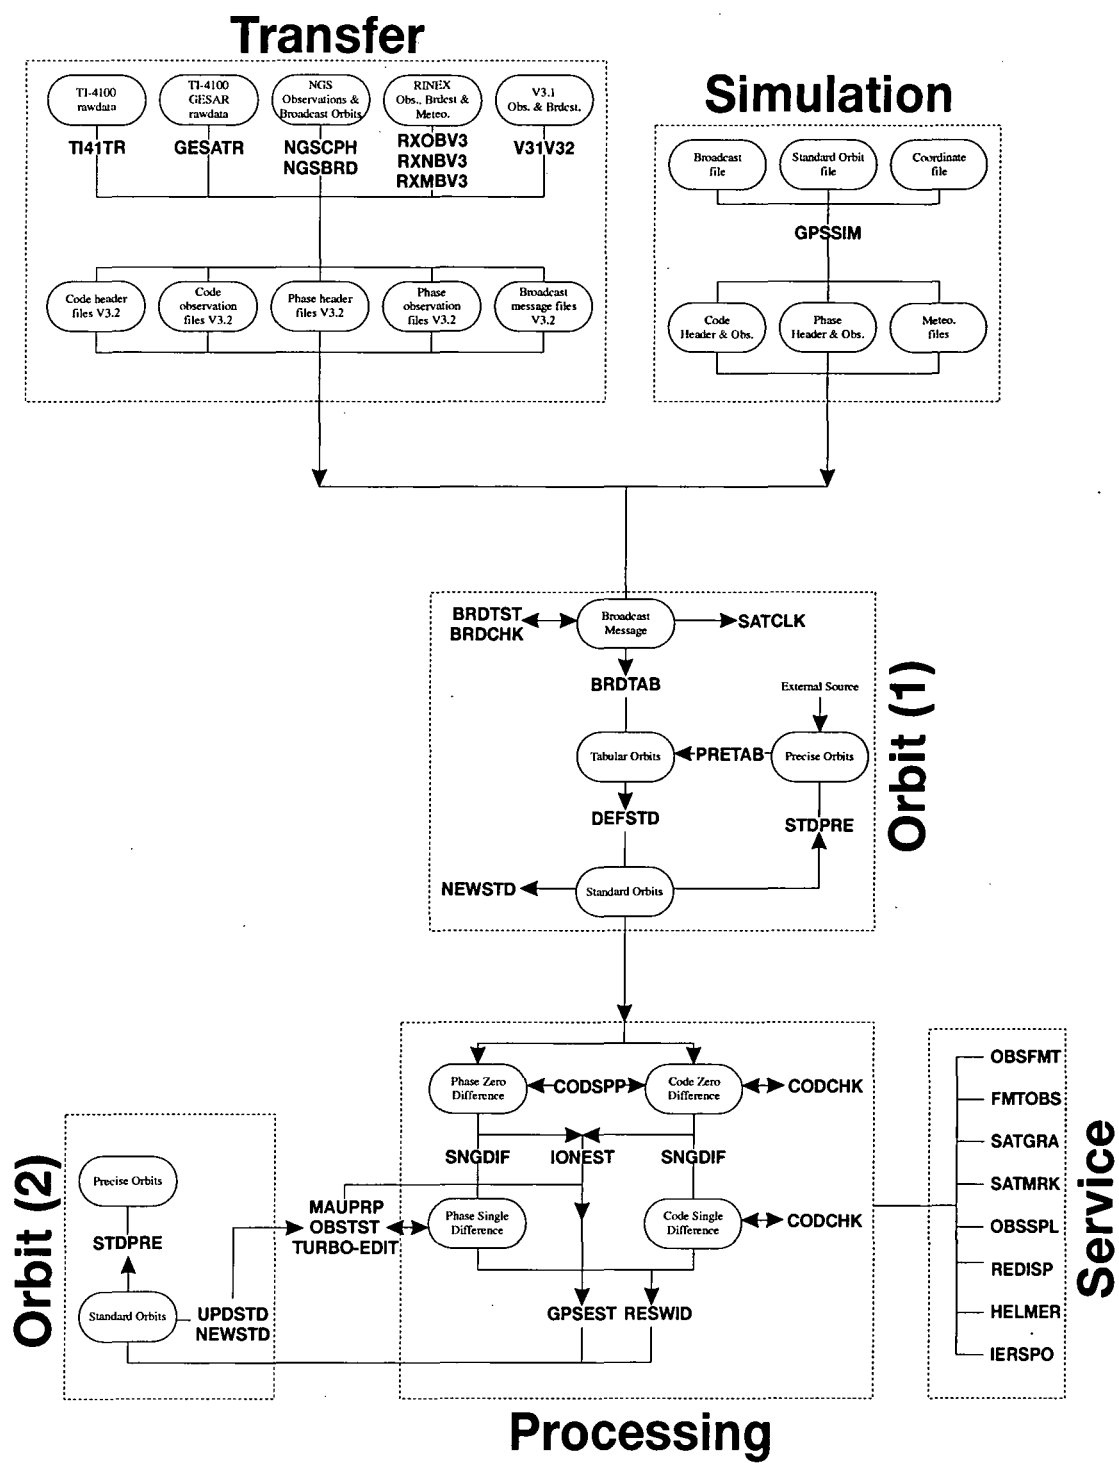 Transfer
TI-4100
rawdata
TI-4100
GESAR
rawdata
NGS
Observations &
Broadcast Orbits
RINEX
Obs., Brdcst &
Meteo.
V3.1
Obs. & Brdcst.
TI41TR
GESATR
NGSCPH
NGSBRD
RXOBV3
RXNBV3
RXMBV3
V31V32
Code header
files V3.2
Code
observation
files V3.2
Phase header
files V3.2
Phase
observation
files V3.2
Broadcast
message files
V3.2
Simulation
Broadcast
file
Standard Orbit
file
Coordinate
file
GPSSIM
Code
Header & Obs.
Phase
Header & Obs.
Meteo.
files
Orbit (1)
BRDTST
BRDCHK
Broadcast
Message
SATCLK
BRDTAB
External Source
Tabular Orbits
PRETAB
Precise Orbits
DEFSTD
STDPRE
NEWSTD
Standard Orbits
Phase Zero
Difference
CODSPP
Code Zero
Difference
CODCHK
SNGDIF
IONEST
SNGDIF
MAUPRP
OBSTST
TURBO-EDIT
Phase Single
Difference
Code Single
Difference
CODCHK
GPSEST
RESWID
Processing
Orbit (2)
Precise Orbits
STDPRE
Standard Orbits
UPDSTD
NEWSTD
Service
OBSFMT
FMTOBS
SATGRA
SATMRK
OBSSPL
REDISP
HELMER
IERSPO